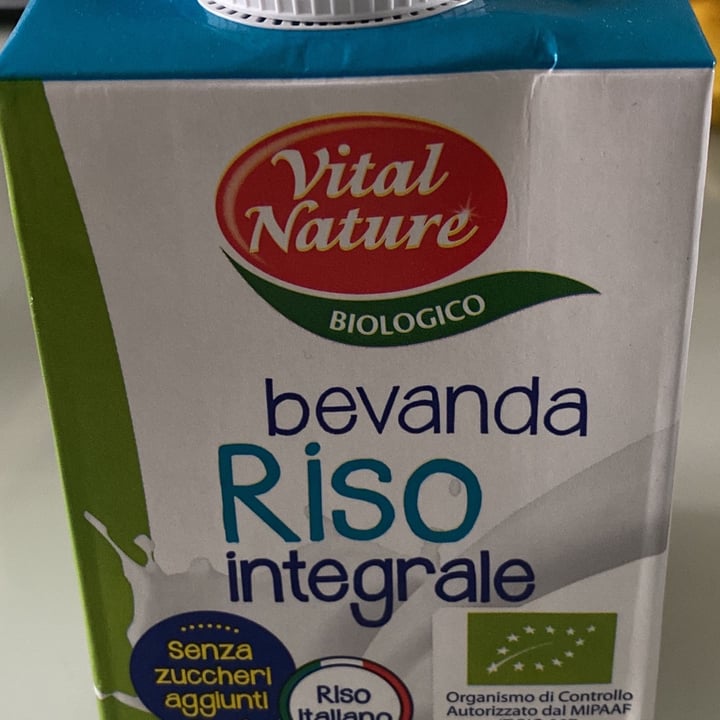 Vital
Nature
BIOLOGICO
bevanda
Riso
integrale
Senza
zuccheri
aggiunti
Riso
italiano
Organismo di Controllo
Autorizzato dal MIPAAF